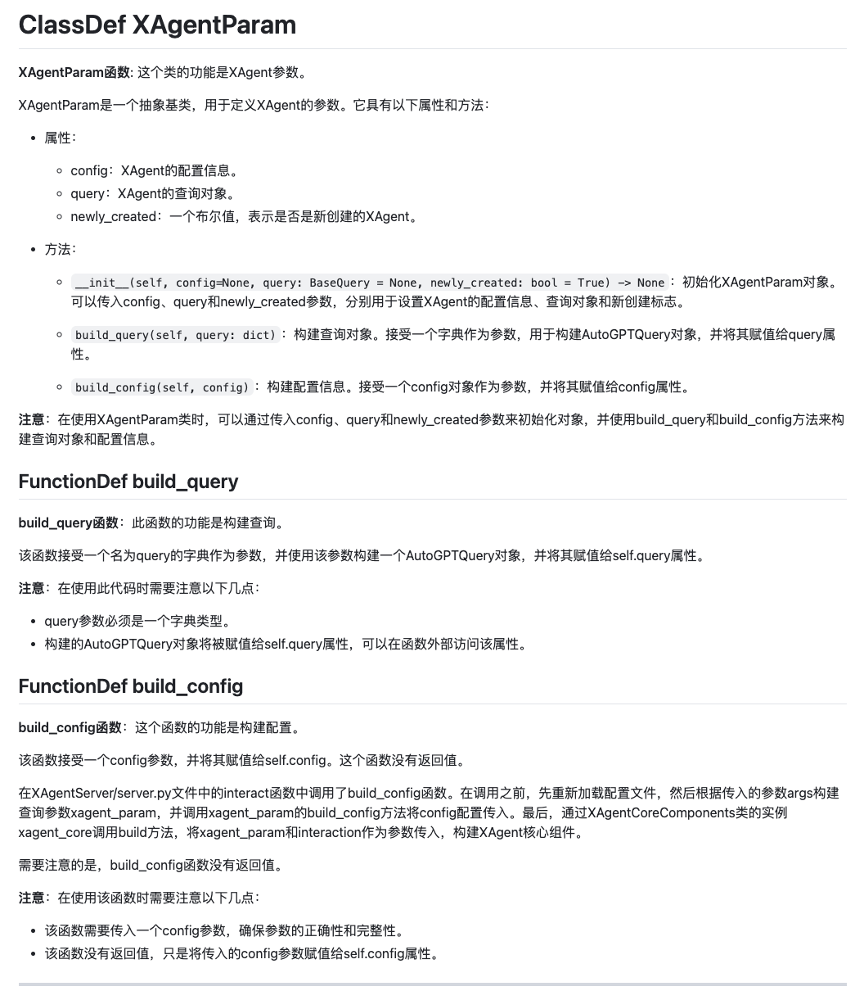 ClassDef XAgentParam
XAgentParam函数: 这个类的功能是XAgent参数。
XAgentParam是一个抽象基类，用于定义XAgent的参数。它具有以下属性和方法：
• 属性：
◦ config：XAgent的配置信息。
◦ query：XAgent的查询对象。
◦ newly_created：一个布尔值，表示是否是新创建的XAgent。
• 方法：
◦ __init__(self, config=None, query: BaseQuery = None, newly_created: bool = True) -> None：初始化XAgentParam对象。
可以传入config、query和newly_created参数，分别用于设置XAgent的配置信息、查询对象和新创建标志。
◦ build_query(self, query: dict)：构建查询对象。接受一个字典作为参数，用于构建AutoGPTQuery对象，并将其赋值给query属
性。
◦ build_config(self, config)：构建配置信息。接受一个config对象作为参数，并将其赋值给config属性。
注意：在使用XAgentParam类时，可以通过传入config、query和newly_created参数来初始化对象，并使用build_query和build_config方法来构
建查询对象和配置信息。
FunctionDef build_query
build_query函数：此函数的功能是构建查询。
该函数接受一个名为query的字典作为参数，并使用该参数构建一个AutoGPTQuery对象，并将其赋值给self.query属性。
注意：在使用此代码时需要注意以下几点：
• query参数必须是一个字典类型。
• 构建的AutoGPTQuery对象将被赋值给self.query属性，可以在函数外部访问该属性。
FunctionDef build_config
build_config函数：这个函数的功能是构建配置。
该函数接受一个config参数，并将其赋值给self.config。这个函数没有返回值。
在XAgentServer/server.py文件中的interact函数中调用了build_config函数。在调用之前，先重新加载配置文件，然后根据传入的参数args构建
查询参数xagent_param，并调用xagent_param的build_config方法将config配置传入。最后，通过XAgentCoreComponents类的实例
xagent_core调用build方法，将xagent_param和interaction作为参数传入，构建XAgent核心组件。
需要注意的是，build_config函数没有返回值。
注意：在使用该函数时需要注意以下几点：
• 该函数需要传入一个config参数，确保参数的正确性和完整性。
• 该函数没有返回值，只是将传入的config参数赋值给self.config属性。